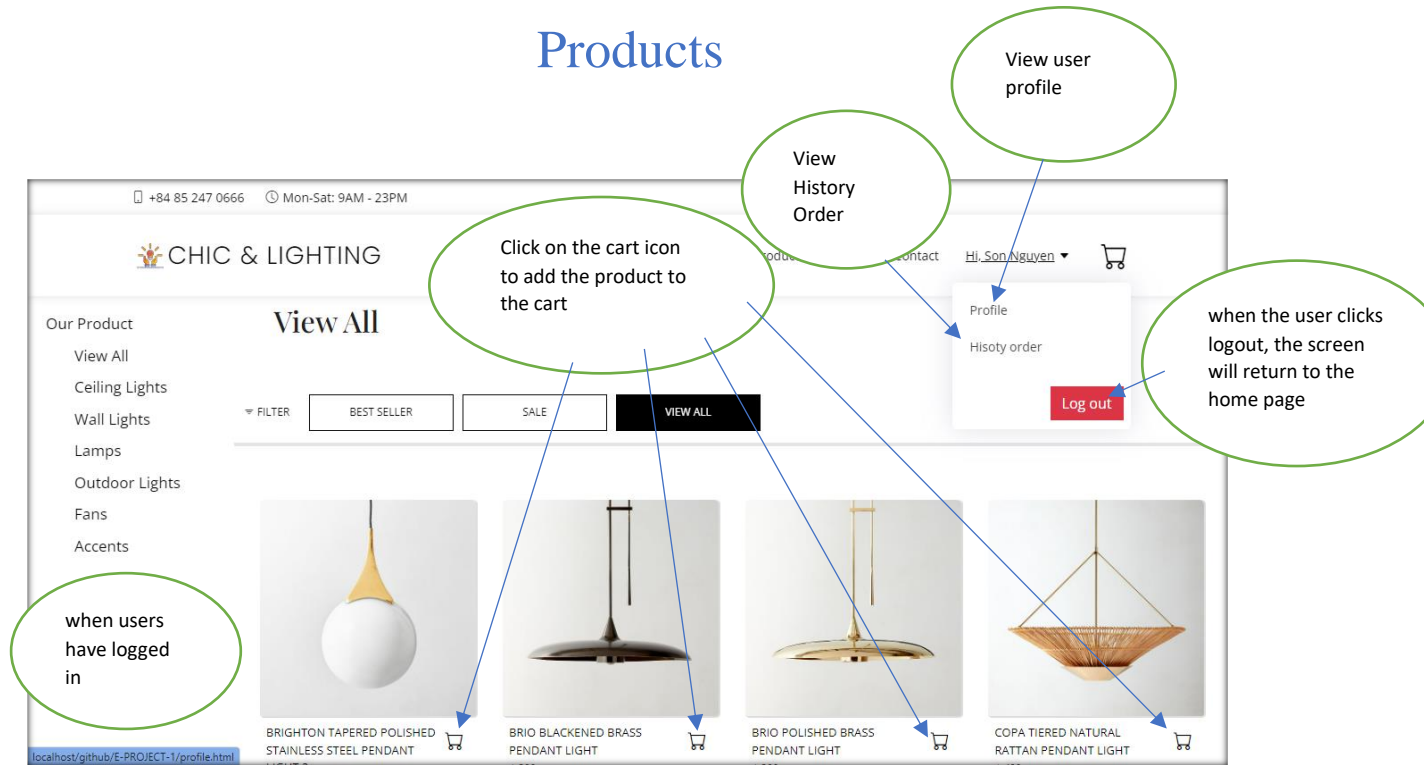 Products
View user
profile
View
History
Order
+84 85 247 0666 Mon-Sat: 9AM - 23PM
CHIC & LIGHTING
Hi, Son Nguyen
Click on the cart icon
to add the product to
the cart
Profile
Hisoty order
Log out
when the user clicks
logout, the screen
will return to the
home page
Our Product
View All
Ceiling Lights
Wall Lights
Lamps
Outdoor Lights
Fans
Accents
View All
FILTER BEST SELLER SALE VIEW ALL
when users
have logged
in
BRIGHTON TAPERED POLISHED
STAINLESS STEEL PENDANT
BRIO BLACKENED BRASS
PENDANT LIGHT
BRIO POLISHED BRASS
PENDANT LIGHT
COPA TIERED NATURAL
RATTAN PENDANT LIGHT
localhost/github/E-PROJECT-1/profile.html